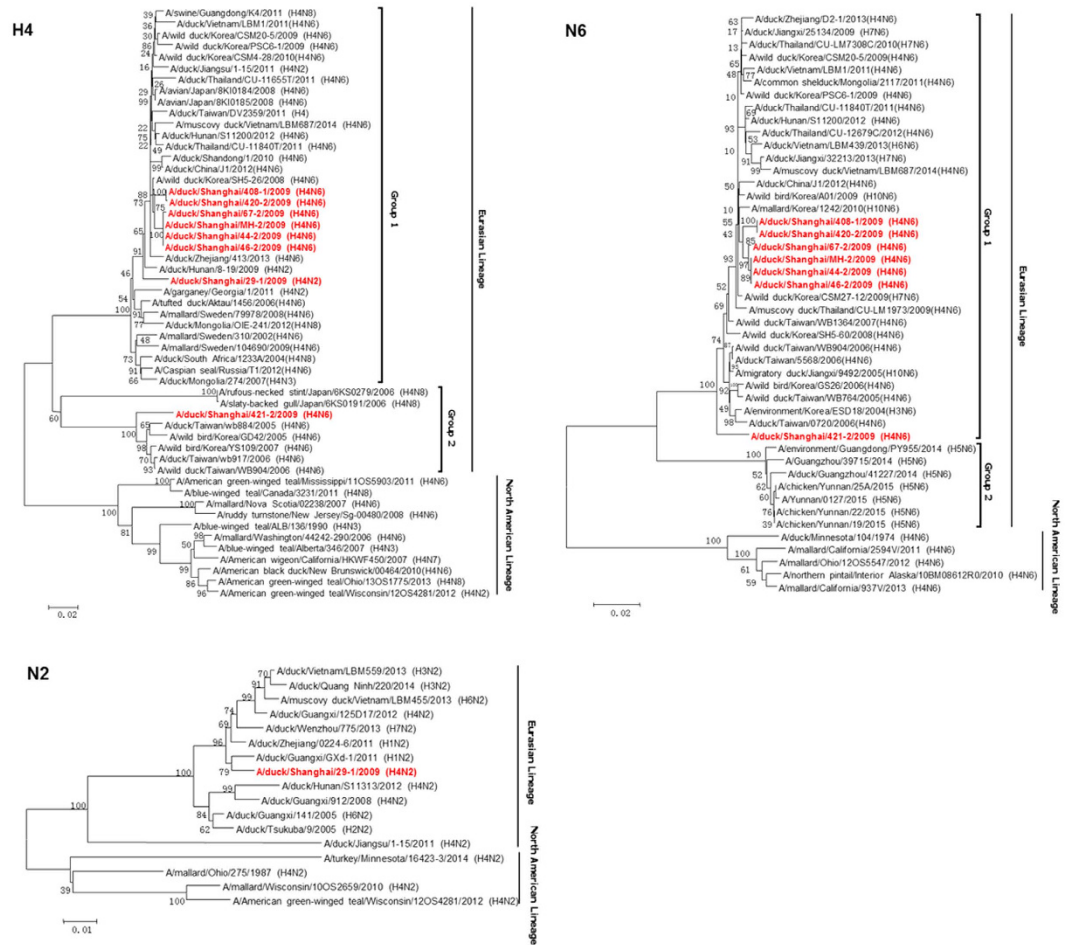 H4
A/swine/Guangdong/K4/2011 (H4N8)
A/duck/Vietnam/LBM1/2011(H4N6)
A/wild duck/Korea/CSM20-5/2009 (H4N6)
A/wild duck/Korea/PSC6-1/2009 (H4N6)
A/wild duck/Korea/CSM4-28/2010(H4N6)
A/duck/Jiangsu/1-15/2011 (H4N2)
A/duck/Thailand/CU-11655T/2011 (H4N6)
A/avian/Japan/8KI0184/2008 (H4N6)
A/avian/Japan/8KI0185/2008 (H4N6)
A/duck/Taiwan/DV2359/2011 (H4)
A/muscovy duck/Vietnam/LBM687/2014 (H4N6)
A/duck/Hunan/S11200/2012 (H4N6)
A/duck/Thailand/CU-11840T/2011 (H4N6)
A/duck/Shandong/1/2010 (H4N6)
A/duck/China/J1/2012(H4N6)
A/wild duck/Korea/SH5-26/2008 (H4N6)
A/duck/Shanghai/408-1/2009 (H4N6)
A/duck/Shanghai/420-2/2009 (H4N6)
A/duck/Shanghai/67-2/2009 (H4N6)
A/duck/Shanghai/MH-2/2009 (H4N6)
A/duck/Shanghai/44-2/2009 (H4N6)
A/duck/Shanghai/46-2/2009 (H4N6)
A/duck/Zhejiang/413/2013 (H4N6)
A/duck/Hunan/8-19/2009 (H4N2)
A/duck/Shanghai/29-1/2009 (H4N2)
A/garganey/Georgia/1/2011 (H4N2)
A/tufted duck/Aktau/1456/2006(H4N6)
A/mallard/Sweden/79978/2008(H4N6)
A/duck/Mongolia/OIE-241/2012(H4N8)
A/mallard/Sweden/310/2002(H4N6)
A/mallard/Sweden/104690/2009(H4N6)
A/duck/South Africa/1233A/2004(H4N8)
A/Caspian seal/Russia/T1/2012(H4N6)
A/duck/Mongolia/274/2007(H4N3)
A/rufous-necked stint/Japan/6KS0279/2006 (H4N8)
A/slaty-backed gull/Japan/6KS0191/2006 (H4N8)
A/duck/Shanghai/421-2/2009 (H4N6)
A/duck/Taiwan/wb884/2005 (H4N6)
A/wild bird/Korea/GD42/2005 (H4N6)
A/wild bird/Korea/YS109/2007 (H4N6)
A/duck/Taiwan/wb917/2006 (H4N6)
A/wild duck/Taiwan/WB904/2006 (H4N6)
A/American green-winged teal/Mississippi/11OS5903/2011 (H4N6)
A/blue-winged teal/Canada/3231/2011 (H4N8)
A/mallard/Nova Scotia/02238/2007 (H4N6)
A/ruddy turnstone/New Jersey/Sg-00480/2008 (H4N6)
A/blue-winged teal/ALB/136/1990 (H4N3)
A/mallard/Washington/44242-290/2006 (H4N6)
A/blue-winged teal/Alberta/346/2007 (H4N3)
A/American wigeon/California/HKWF450/2007 (H4N7)
A/American black duck/New Brunswick/00464/2010(H4N6)
A/American green-winged teal/Ohio/13OS1775/2013 (H4N8)
A/American green-winged teal/Wisconsin/12OS4281/2012 (H4N2)
Group 1
Group 2
Eurasian Lineage
North American Lineage
0.02
N6
A/duck/Zhejiang/D2-1/2013(H4N6)
A/duck/Jiangxi/25134/2009 (H7N6)
A/duck/Thailand/CU-LM7308C/2010(H7N6)
A/wild duck/Korea/CSM20-5/2009(H4N6)
A/duck/Vietnam/LBM1/2011(H4N6)
A/common shelduck/Mongolia/2117/2011(H4N6)
A/wild duck/Korea/PSC6-1/2009 (H4N6)
A/duck/Thailand/CU-11840T/2011(H4N6)
A/duck/Hunan/S11200/2012 (H4N6)
A/duck/Thailand/CU-12679C/2012(H4N6)
A/duck/Vietnam/LBM439/2013(H6N6)
A/duck/Jiangxi/32213/2013(H7N6)
A/muscovy duck/Vietnam/LBM687/2014(H4N6)
A/duck/China/J1/2012(H4N6)
A/wild bird/Korea/A01/2009 (H10N6)
A/mallard/Korea/1242/2010(H10N6)
A/duck/Shanghai/408-1/2009 (H4N6)
A/duck/Shanghai/420-2/2009 (H4N6)
A/duck/Shanghai/67-2/2009 (H4N6)
A/duck/Shanghai/MH-2/2009 (H4N6)
A/duck/Shanghai/44-2/2009 (H4N6)
A/duck/Shanghai/46-2/2009 (H4N6)
A/wild duck/Korea/CSM27-12/2009(H7N6)
A/muscovy duck/Thailand/CU-LM1973/2009(H4N6)
A/wild duck/Taiwan/WB1364/2007(H4N6)
A/wild duck/Korea/SH5-60/2008(H4N6)
A/wild duck/Taiwan/WB904/2006(H4N6)
A/duck/Taiwan/5568/2006(H4N6)
A/migratory duck/Jiangxi/9492/2005(H10N6)
A/wild bird/Korea/GS26/2006(H4N6)
A/wild duck/Taiwan/WB764/2005(H4N6)
A/environment/Korea/ESD18/2004(H3N6)
A/duck/Taiwan/0720/2006(H4N6)
A/duck/Shanghai/421-2/2009 (H4N6)
A/environment/Guangdong/PY955/2014 (H5N6)
A/Guangzhou/39715/2014 (H5N6)
A/duck/Guangzhou/41227/2014(H5N6)
A/chicken/Yunnan/25A/2015(H5N6)
A/Yunnan/0127/2015(H5N6)
A/chicken/Yunnan/22/2015 (H5N6)
A/chicken/Yunnan/19/2015 (H5N6)
A/duck/Minnesota/104/1974 (H4N6)
A/mallard/California/2594V/2011 (H4N6)
A/mallard/Ohio/12OS5547/2012 (H4N6)
A/northern pintail/Interior Alaska/10BM08612R0/2010 (H4N6)
A/mallard/California/937V/2013 (H4N6)
Group 1
Group 2
Eurasian Lineage
North American Lineage
0.02
N2
A/duck/Vietnam/LBM559/2013 (H3N2)
A/duck/Quang Ninh/220/2014 (H3N2)
A/muscovy duck/Vietnam/LBM455/2013 (H6N2)
A/duck/Guangxi/125D17/2012 (H4N2)
A/duck/Wenzhou/775/2013 (H7N2)
A/duck/Zhejiang/0224-6/2011 (H1N2)
A/duck/Guangxi/GXd-1/2011 (H1N2)
A/duck/Shanghai/29-1/2009 (H4N2)
A/duck/Hunan/S11313/2012 (H4N2)
A/duck/Guangxi/912/2008 (H4N2)
A/duck/Guangxi/141/2005 (H6N2)
A/duck/Tsukuba/9/2005 (H2N2)
A/duck/Jiangsu/1-15/2011 (H4N2)
A/turkey/Minnesota/16423-3/2014 (H4N2)
A/mallard/Ohio/275/1987 (H4N2)
A/mallard/Wisconsin/10OS2659/2010 (H4N2)
A/American green-winged teal/Wisconsin/12OS4281/2012 (H4N2)
Eurasian Lineage
North American Lineage
0.01